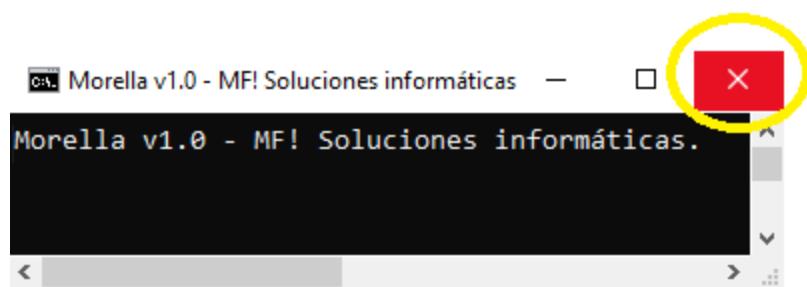 Morella v1.0 - MF! Soluciones informáticas
Morella v1.0 - MF! Soluciones informáticas.